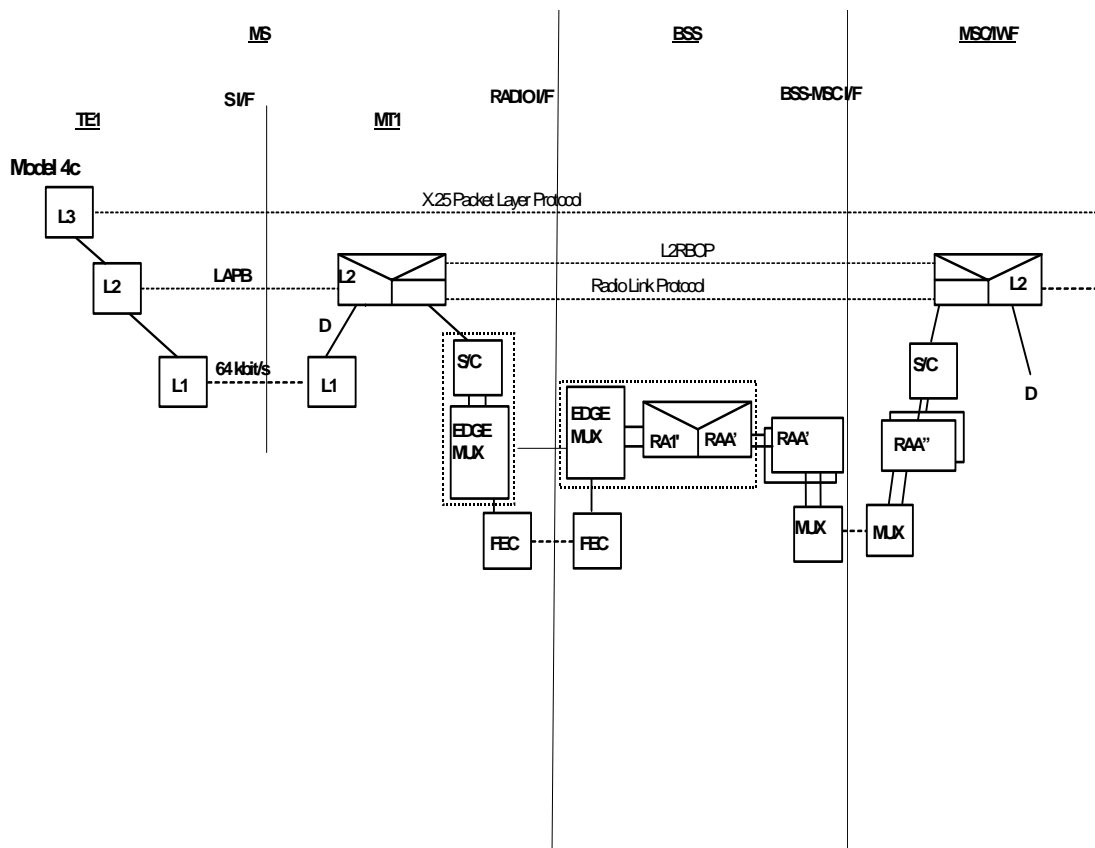 MS
BSS
MSC/IWF
S I/F
RADIO I/F
BSS-MSC I/F
TE1
MT1
Model 4c
X.25 Packet Layer Protocol
L3
L2RBOP
LAPB
L2
L2
Radio Link Protocol
L2
D
S/C
S/C
64 kbit/s
L1
L1
D
EDGE
MUX
EDGE
MUX
RA1'
RAA'
RAA'
RAA''
FEC
FEC
MUX
MUX